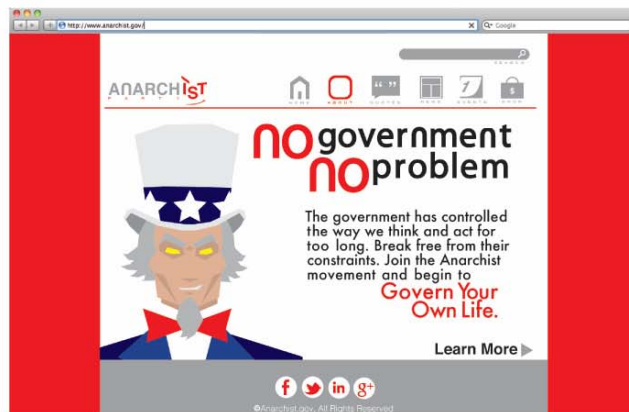 http://www.anarchist.gov/
Google
SEARCH
ANARCHIST
PARTY
HOME
ABOUT
QUOTES
NEWS
EVENTS
SHOP
no government
no problem
The government has controlled
the way we think and act for
too long. Break free from their
constraints. Join the Anarchist
movement and begin to
Govern Your
Own Life.
Learn More
©Anarchist.gov. All Rights Reserved